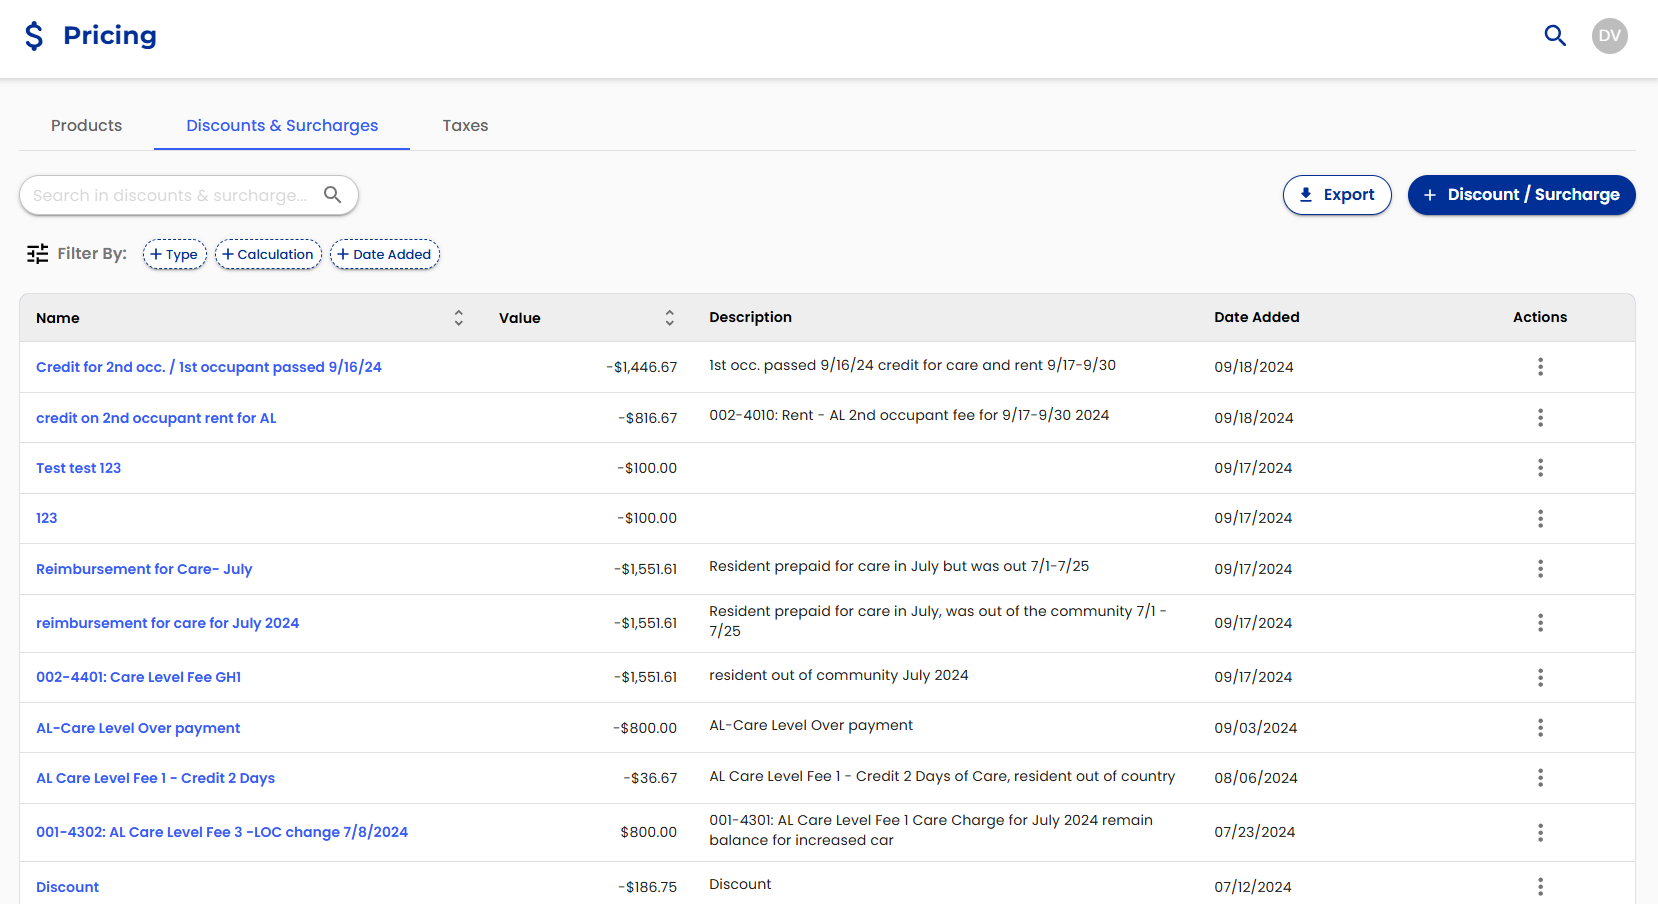 Pricing
DV
Products
Discounts & Surcharges
Taxes
Search in discounts & surcharge...
Export
+ Discount / Surcharge
Filter By:
+ Type
+ Calculation
+ Date Added
Name Value Description Date Added Actions
Credit for 2nd occ. / 1st occupant passed 9/16/24 -$1,446.67 1st occ. passed 9/16/24 credit for care and rent 9/17-9/30 09/18/2024
credit on 2nd occupant rent for AL -$816.67 002-4010: Rent - AL 2nd occupant fee for 9/17-9/30 2024 09/18/2024
Test test 123 -$100.00 09/17/2024
123 -$100.00 09/17/2024
Reimbursement for Care- July -$1,551.61 Resident prepaid for care in July but was out 7/1-7/25 09/17/2024
reimbursement for care for July 2024 -$1,551.61 Resident prepaid for care in July, was out of the community 7/1 -
7/25 09/17/2024
002-4401: Care Level Fee GH1 -$1,551.61 resident out of community July 2024 09/17/2024
AL-Care Level Over payment -$800.00 AL-Care Level Over payment 09/03/2024
AL Care Level Fee 1 - Credit 2 Days -$36.67 AL Care Level Fee 1 - Credit 2 Days of Care, resident out of country 08/06/2024
001-4302: AL Care Level Fee 3 -LOC change 7/8/2024 $800.00 001-4301: AL Care Level Fee 1 Care Charge for July 2024 remain
balance for increased car 07/23/2024
Discount -$186.75 Discount 07/12/2024